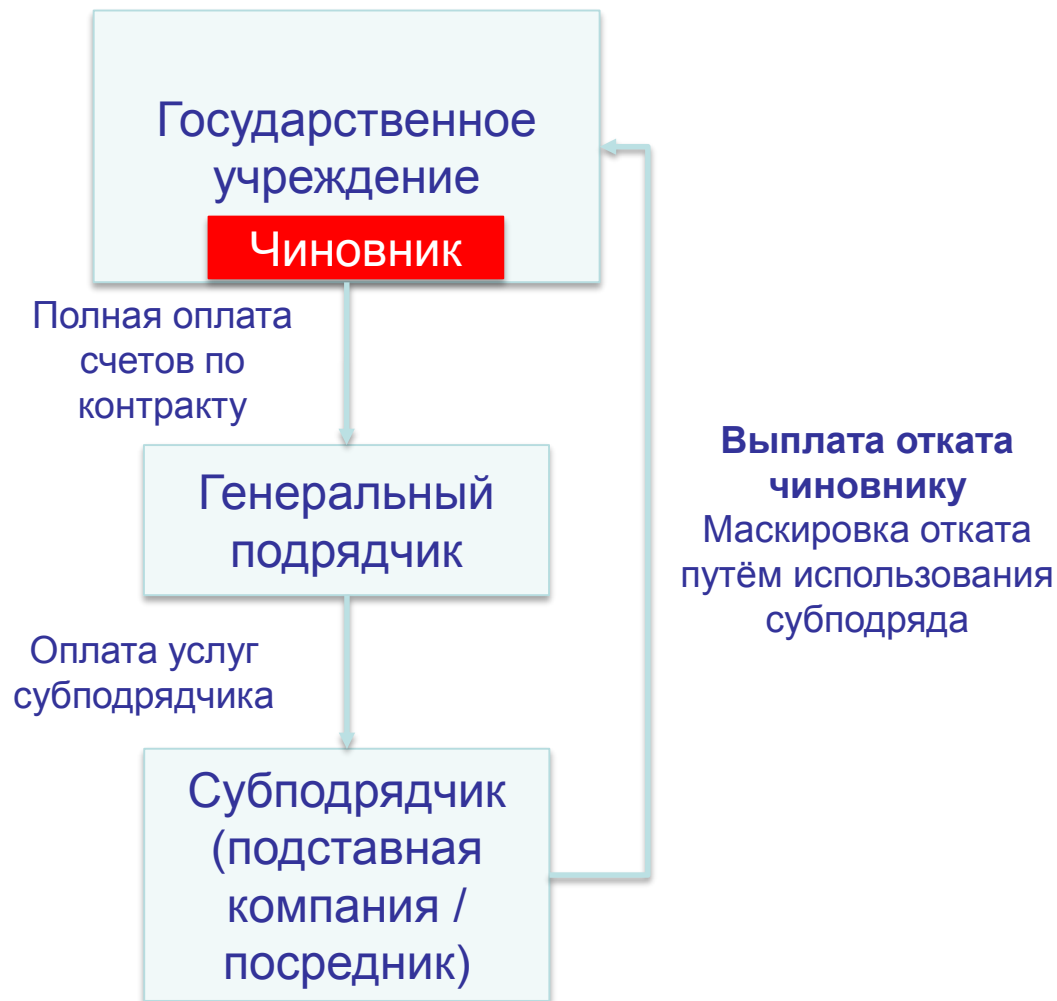 Государственное
учреждение
Чиновник
Полная оплата
счетов по
контракту
Генеральный
подрядчик
Выплата отката
чиновнику
Маскировка отката
путём использования
субподряда
Оплата услуг
субподрядчика
Субподрядчик
(подставная
компания /
посредник)